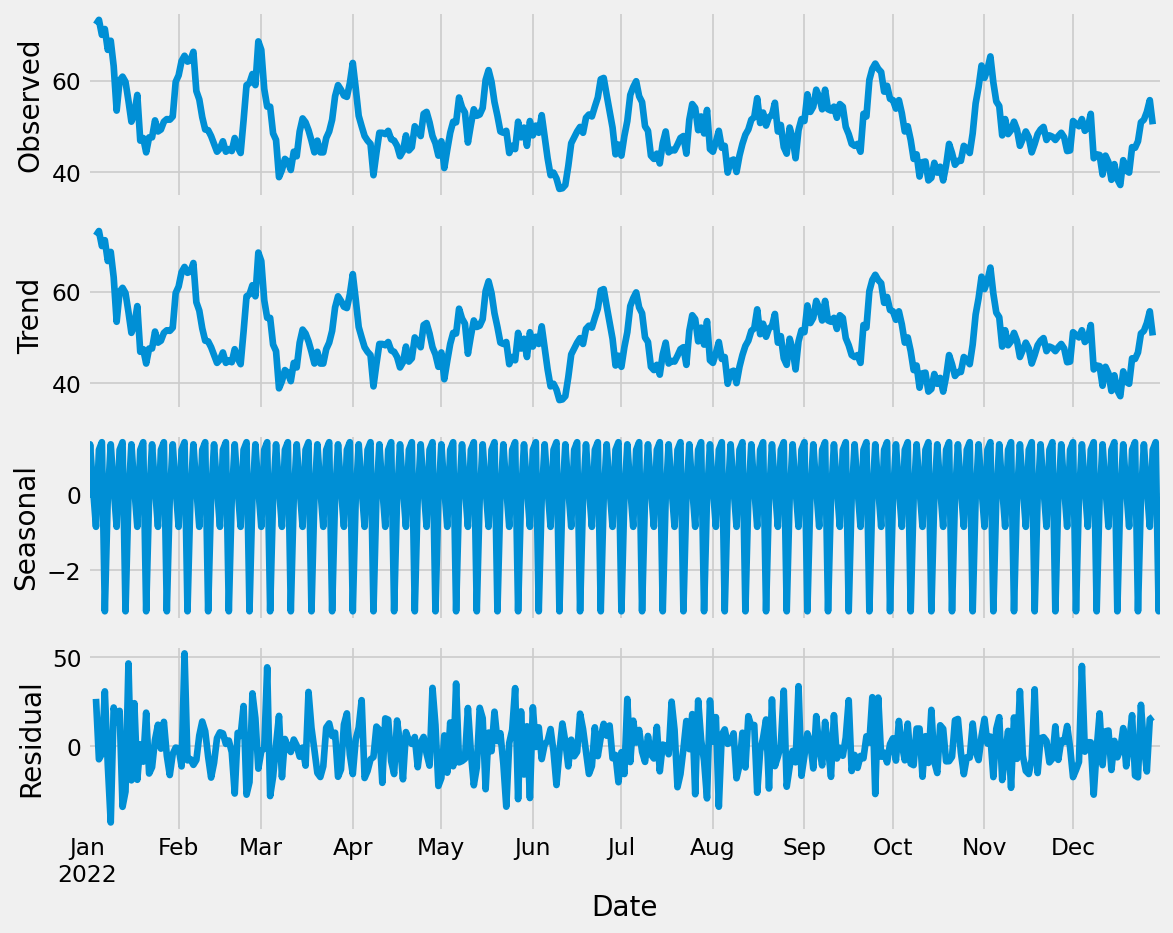 Observed
60
40
Trend
60
40
Seasonal
0
−2
Residual
50
0
Jan Feb Mar Apr May Jun Jul Aug Sep Oct Nov Dec
2022
Date